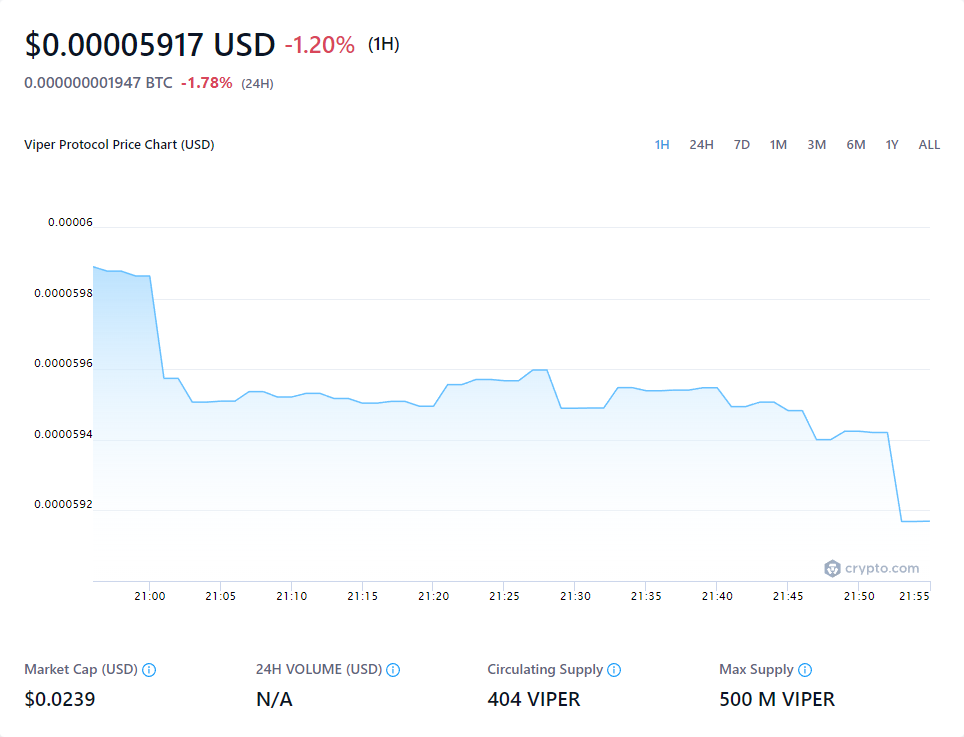 $0.00005917 USD -1.20% (1H)
0.000000001947 BTC -1.78% (24H)
Viper Protocol Price Chart (USD) 1H 24H 7D 1M 3M 6M 1Y ALL
0.00006
0.0000598
0.0000596
0.0000594
0.0000592
crypto.com
21:00 21:05 21:10 21:15 21:20 21:25 21:30 21:35 21:40 21:45 21:50 21:55
Market Cap (USD) 24H VOLUME (USD) Circulating Supply Max Supply
$0.0239 N/A 404 VIPER 500 M VIPER